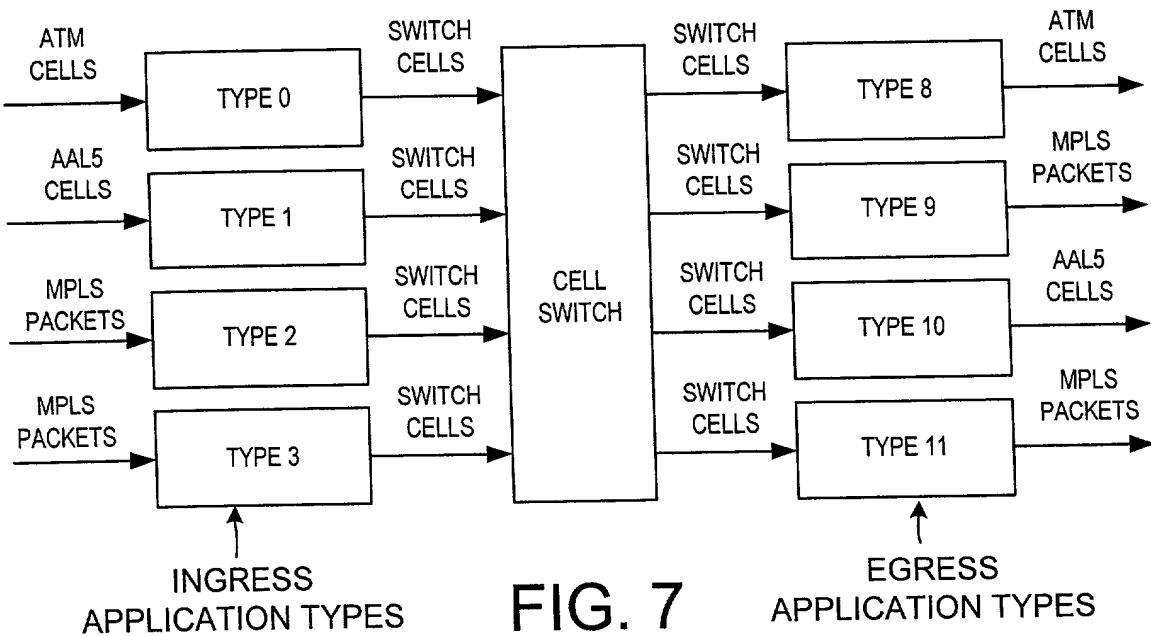 ATM
CELLS
TYPE 0
SWITCH
CELLS
SWITCH
CELLS
TYPE 8
ATM
CELLS
AAL5
CELLS
TYPE 1
SWITCH
CELLS
SWITCH
CELLS
TYPE 9
MPLS
PACKETS
MPLS
PACKETS
TYPE 2
SWITCH
CELLS
CELL
SWITCH
SWITCH
CELLS
TYPE 10
AAL5
CELLS
MPLS
PACKETS
TYPE 3
SWITCH
CELLS
SWITCH
CELLS
TYPE 11
MPLS
PACKETS
INGRESS
APPLICATION TYPES
FIG. 7
EGRESS
APPLICATION TYPES